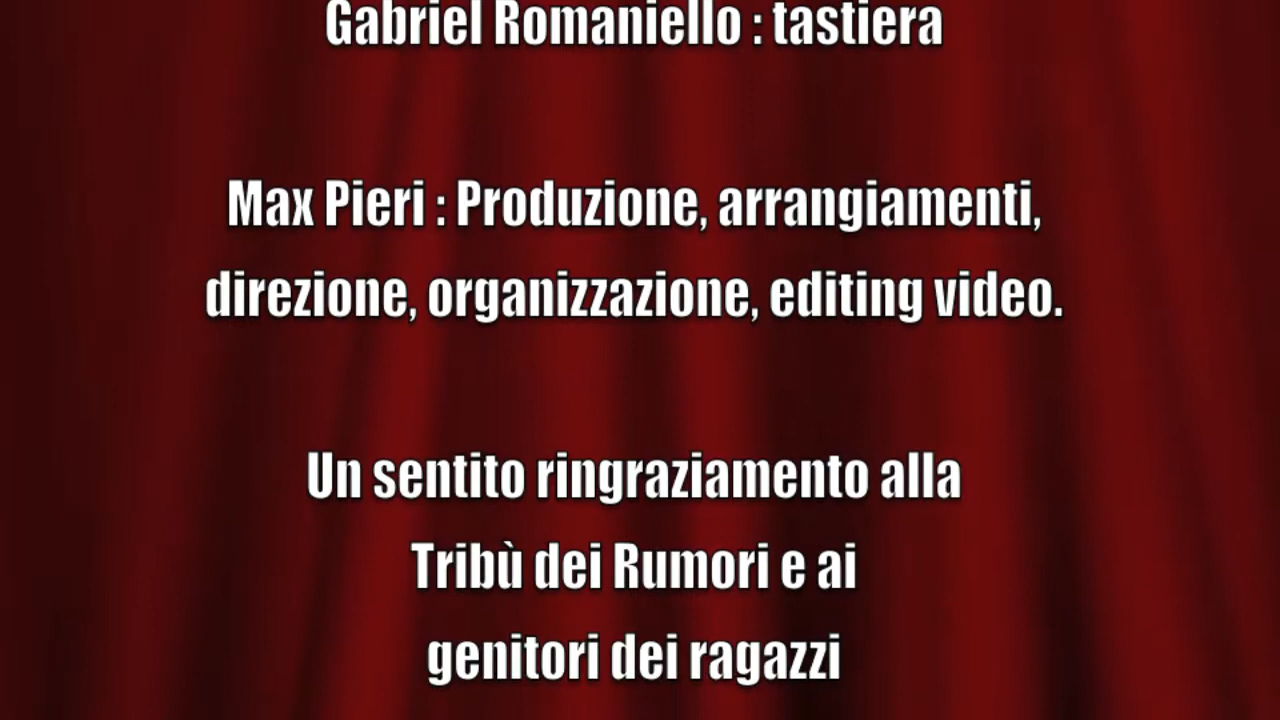 Gabriel Romaniello : tastiera
Max Pieri : Produzione, arrangiamenti,
direzione, organizzazione, editing video.
Un sentito ringraziamento alla
Tribù dei Rumori e ai
genitori dei ragazzi